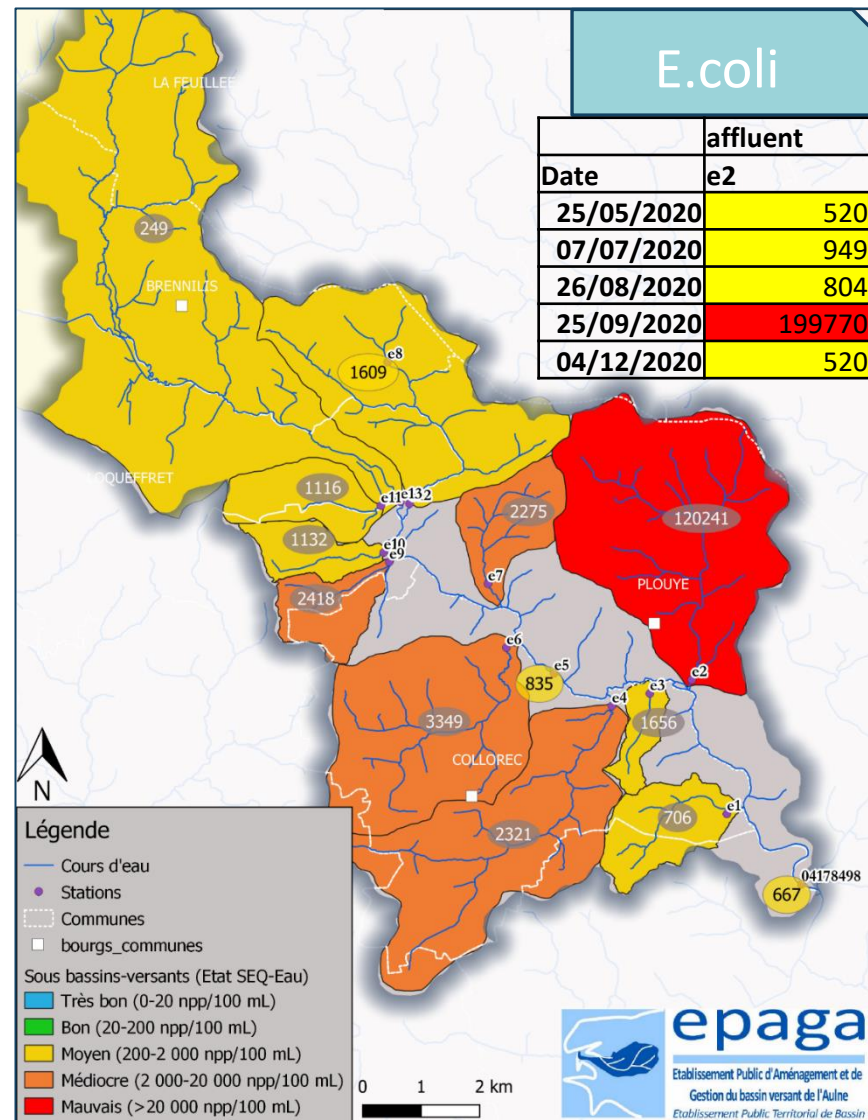 E.coli
affluent
Date e2
25/05/2020 520
07/07/2020 949
26/08/2020 804
25/09/2020 199770
04/12/2020 520
LA FEUILLEE
249
BRENNILIS
e8
1609
LOQUEFFRET
1116
e11 e13 2
2275
120241
1132
e10
e9
e7
PLOUYE
2418
e6
e5
835
e2
e3
e4
1656
3349
COLLOREC
706
e1
2321
04178498
667
N
Légende
Cours d'eau
Stations
Communes
bourgs_communes
Sous bassins-versants (Etat SEQ-Eau)
Très bon (0-20 npp/100 mL)
Bon (20-200 npp/100 mL)
Moyen (200-2 000 npp/100 mL)
Médiocre (2 000-20 000 npp/100 mL)
Mauvais (>20 000 npp/100 mL)
0 1 2 km
epaga
Etablissement Public d'Aménagement et de
Gestion du bassin versant de l'Aulne
Etablissement Public Territorial de Bassin